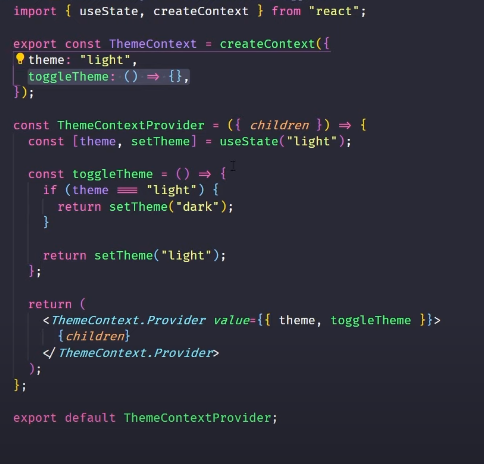 import { useState, createContext } from "react";
export const ThemeContext = createContext({
theme: "light",
toggleTheme: () => {},
});
const ThemeContextProvider = ({ children }) => {
const [theme, setTheme] = useState("light");
const toggleTheme = () => {
if (theme === "light") {
return setTheme("dark");
}
return setTheme("light");
};
return (
<ThemeContext.Provider value={{ theme, toggleTheme }}>
{children}
</ThemeContext.Provider>
);
};
export default ThemeContextProvider;